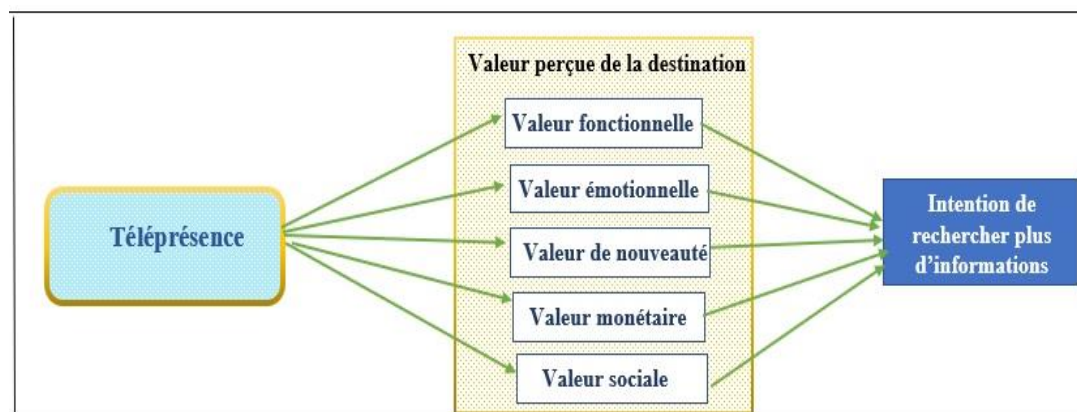 Valeur perçue de la destination
Téléprésence
Valeur fonctionnelle
Valeur émotionnelle
Valeur de nouveauté
Valeur monétaire
Valeur sociale
Intention de
rechercher plus
d’informations